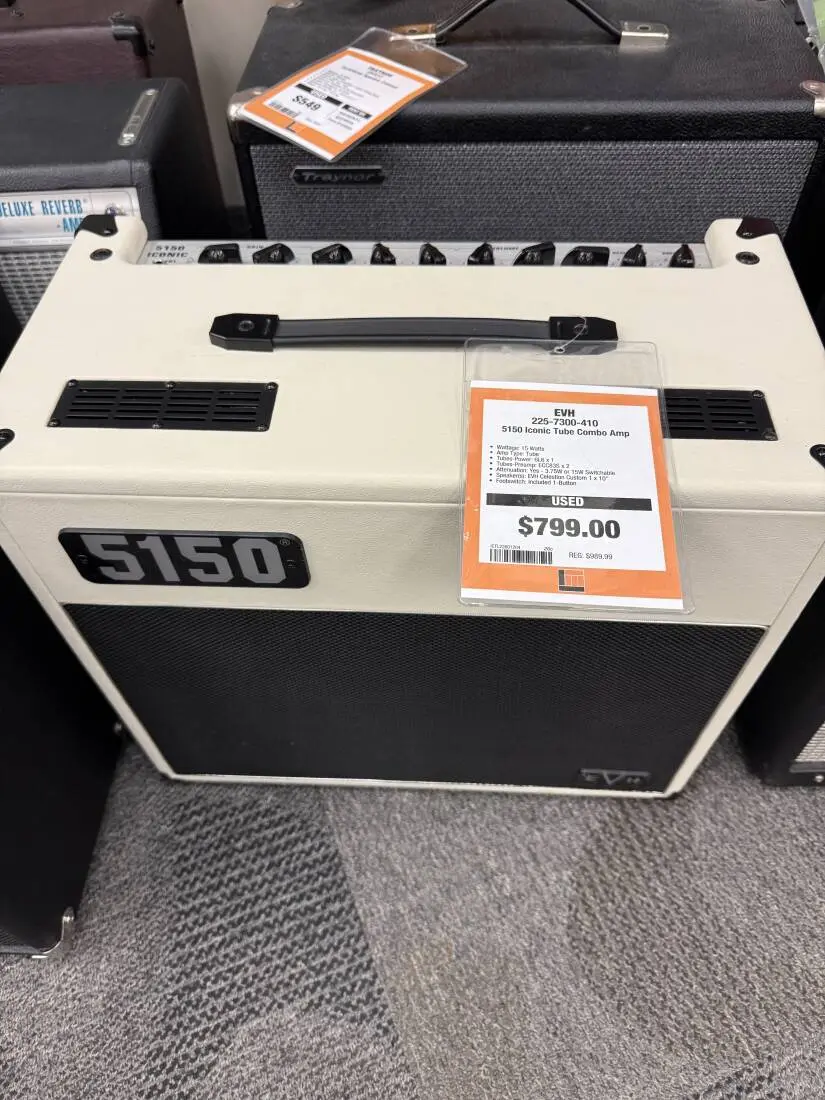 $549
Traynor
DELUXE REVERB
AMP
5150
ICONIC
GAIN
EVH
225-7300-410
5150 Iconic Tube Combo Amp
• Wattage: 15 Watts
• Amp Type: Tube
• Tubes-Power: 6L6 x 1
• Tubes-Preamp: ECC83S x 2
• Attenuation: Yes - 3.75W or 15W Switchable
• Speaker(s): EVH Celestion Custom 1 x 10"
• Footswitch: Included 1-Button
USED
$799.00
REG: $989.99
5150®
EVH